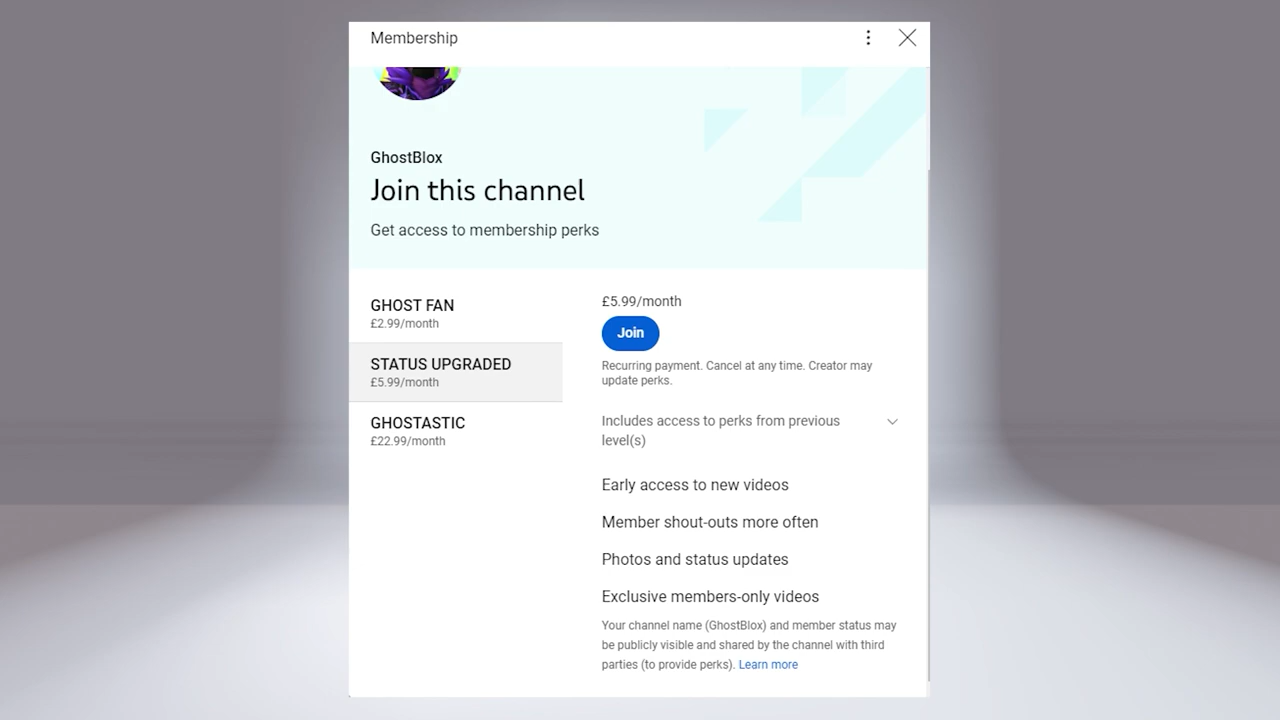 Membership
GhostBlox
Join this channel
Get access to membership perks
GHOST FAN
£2.99/month
STATUS UPGRADED
£5.99/month
GHOSTASTIC
£22.99/month
£5.99/month
Join
Recurring payment. Cancel at any time. Creator may
update perks.
Includes access to perks from previous
level(s)
Early access to new videos
Member shout-outs more often
Photos and status updates
Exclusive members-only videos
Your channel name (GhostBlox) and member status may
be publicly visible and shared by the channel with third
parties (to provide perks). Learn more